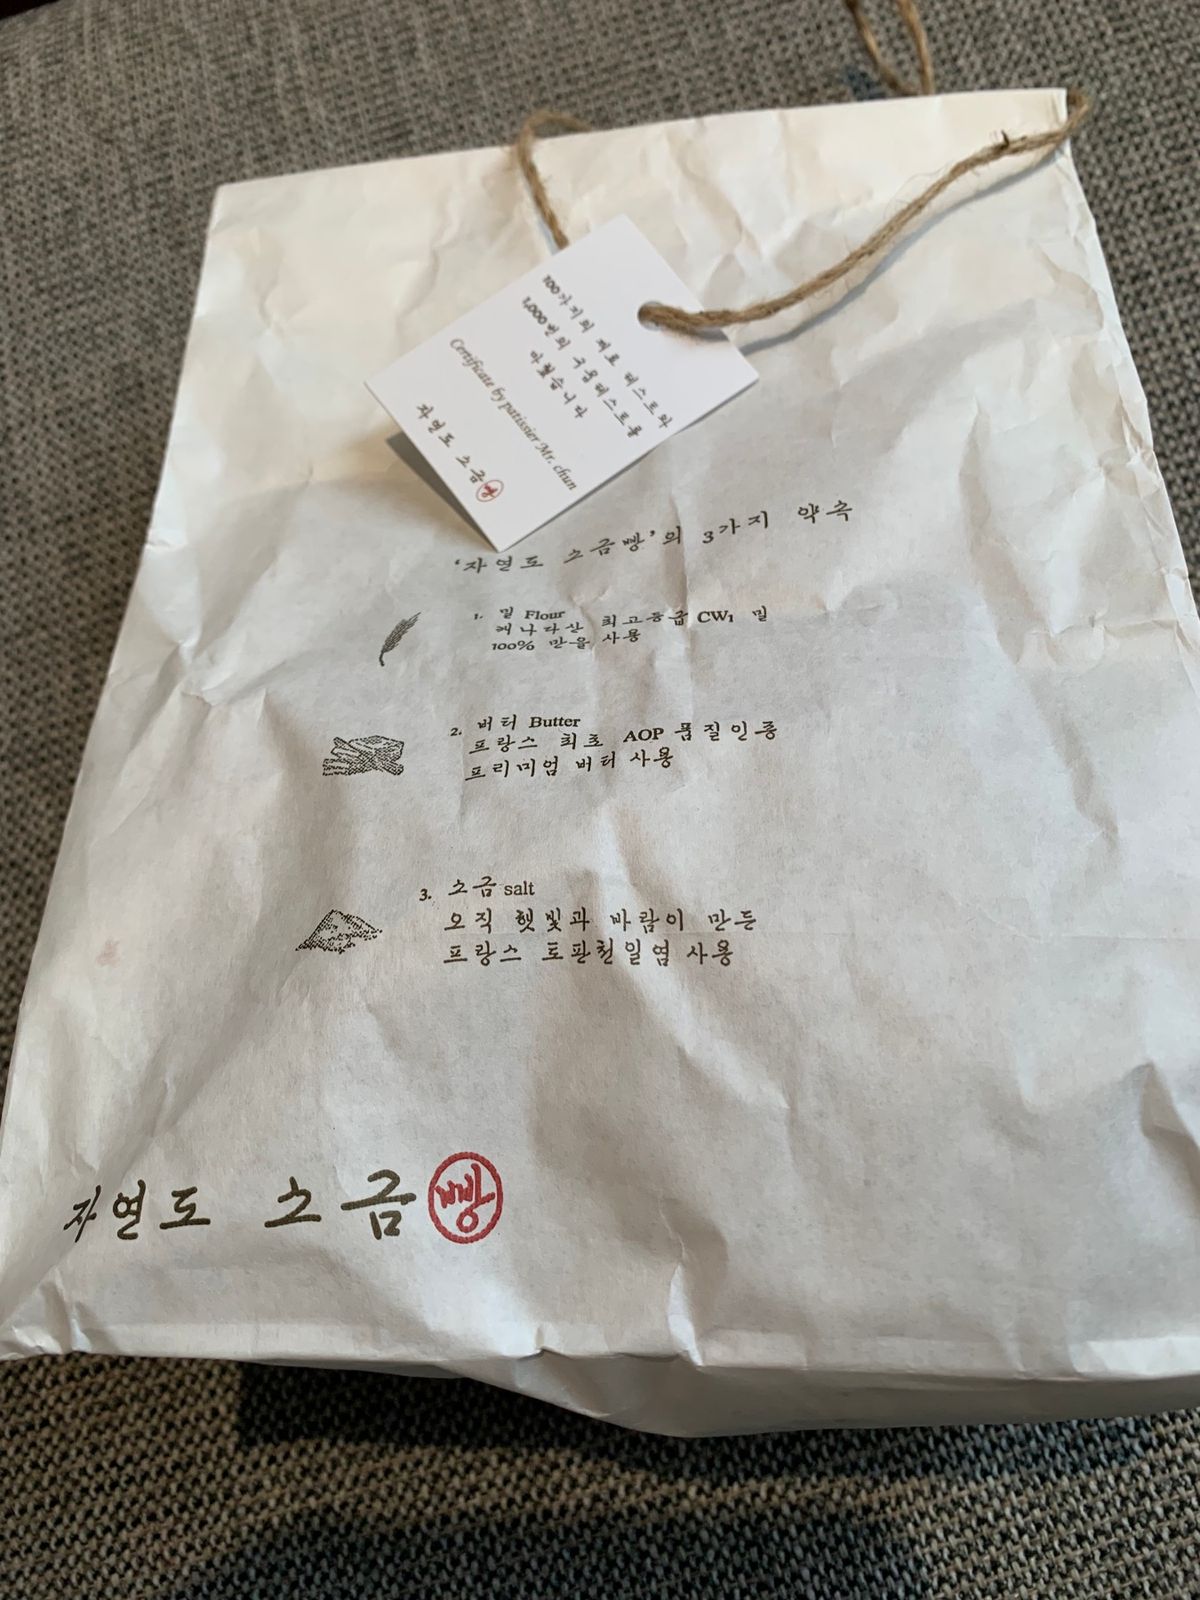 100가지의 재료 테스트와
1,000번의 구움테스트를
마쳤습니다
Certificate by patissier Mr. chun
자연도 소금빵
‘자연도 소금빵’의 3가지 약속
1. 밀 Flour
캐나다산 최고등급 CW1 밀
100% 만을 사용
2. 버터 Butter
프랑스 최초 AOP 품질인증
프리미엄 버터 사용
3. 소금 salt
오직 햇빛과 바람이 만든
프랑스 토판천일염 사용
자연도 소금빵